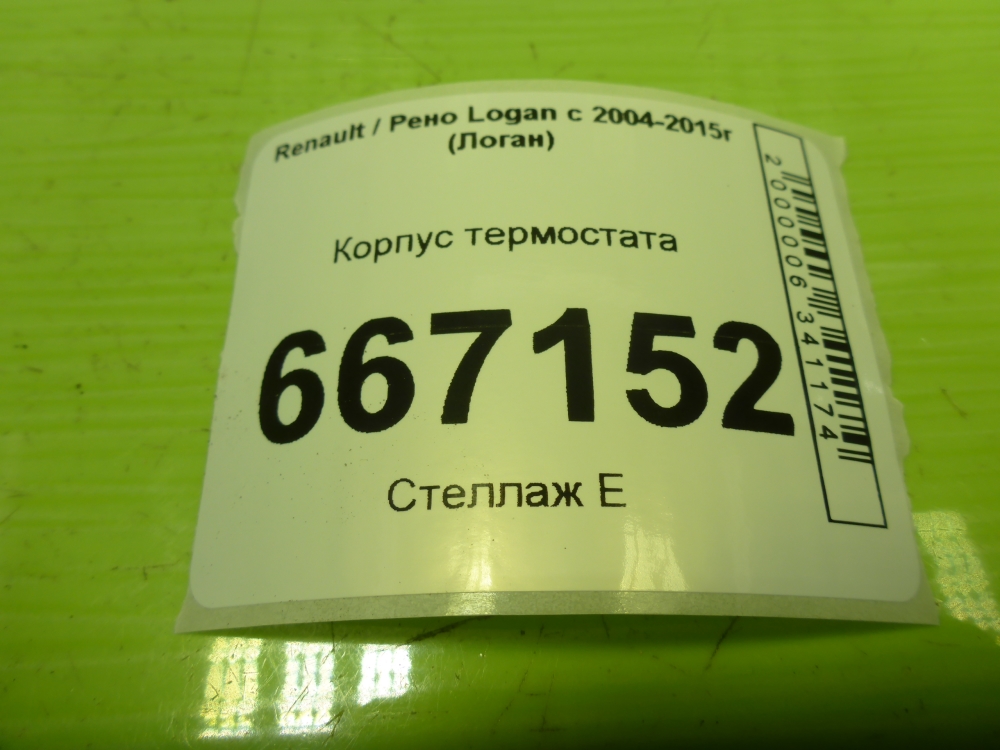 Renault / Рено Logan с 2004-2015г
(Логан)
Корпус термостата
667152
Стеллаж Е
2000006341174